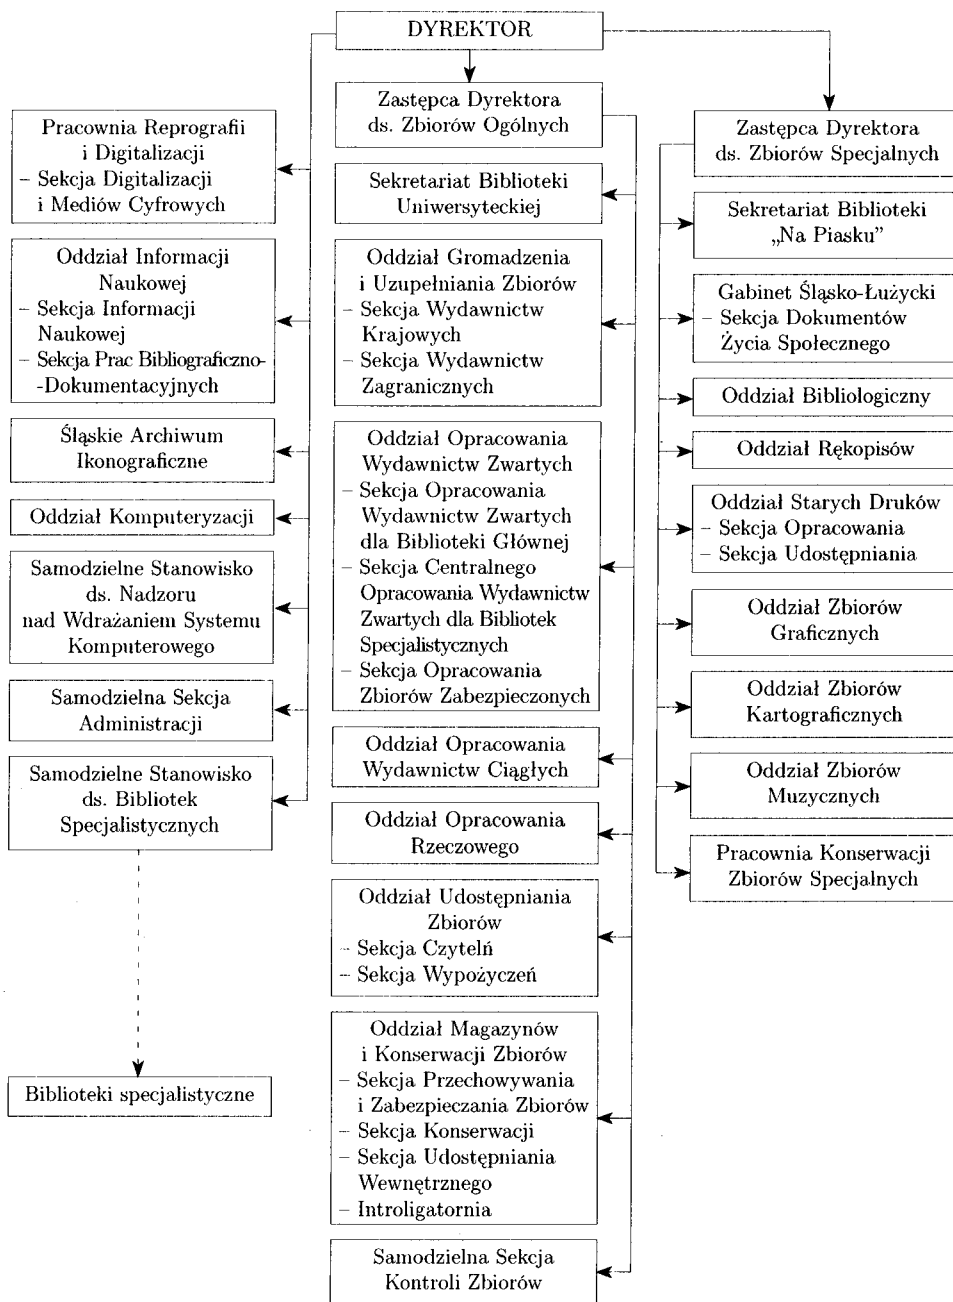 DYREKTOR
Pracownia Reprografii
i Digitalizacji
– Sekcja Digitalizacji
i Mediów Cyfrowych
Oddział Informacji
Naukowej
– Sekcja Informacji
Naukowej
– Sekcja Prac Bibliograficzno-
-Dokumentacyjnych
Śląskie Archiwum
Ikonograficzne
Oddział Komputeryzacji
Samodzielne Stanowisko
ds. Nadzoru
nad Wdrażaniem Systemu
Komputerowego
Samodzielna Sekcja
Administracji
Samodzielne Stanowisko
ds. Bibliotek
Specjalistycznych
Biblioteki specjalistyczne
Zastępca Dyrektora
ds. Zbiorów Ogólnych
Sekretariat Biblioteki
Uniwersyteckiej
Oddział Gromadzenia
i Uzupełniania Zbiorów
– Sekcja Wydawnictw
Krajowych
– Sekcja Wydawnictw
Zagranicznych
Oddział Opracowania
Wydawnictw Zwartych
– Sekcja Opracowania
Wydawnictw Zwartych
dla Biblioteki Głównej
– Sekcja Centralnego
Opracowania Wydawnictw
Zwartych dla Bibliotek
Specjalistycznych
– Sekcja Opracowania
Zbiorów Zabezpieczonych
Oddział Opracowania
Wydawnictw Ciągłych
Oddział Opracowania
Rzeczowego
Oddział Udostępniania
Zbiorów
– Sekcja Czytelń
– Sekcja Wypożyczeń
Oddział Magazynów
i Konserwacji Zbiorów
– Sekcja Przechowywania
i Zabezpieczania Zbiorów
– Sekcja Konserwacji
– Sekcja Udostępniania
Wewnętrznego
– Introligatornia
Samodzielna Sekcja
Kontroli Zbiorów
Zastępca Dyrektora
ds. Zbiorów Specjalnych
Sekretariat Biblioteki
„Na Piasku”
Gabinet Śląsko-Łużycki
– Sekcja Dokumentów
Życia Społecznego
Oddział Bibliologiczny
Oddział Rękopisów
Oddział Starych Druków
– Sekcja Opracowania
– Sekcja Udostępniania
Oddział Zbiorów
Graficznych
Oddział Zbiorów
Kartograficznych
Oddział Zbiorów
Muzycznych
Pracownia Konserwacji
Zbiorów Specjalnych